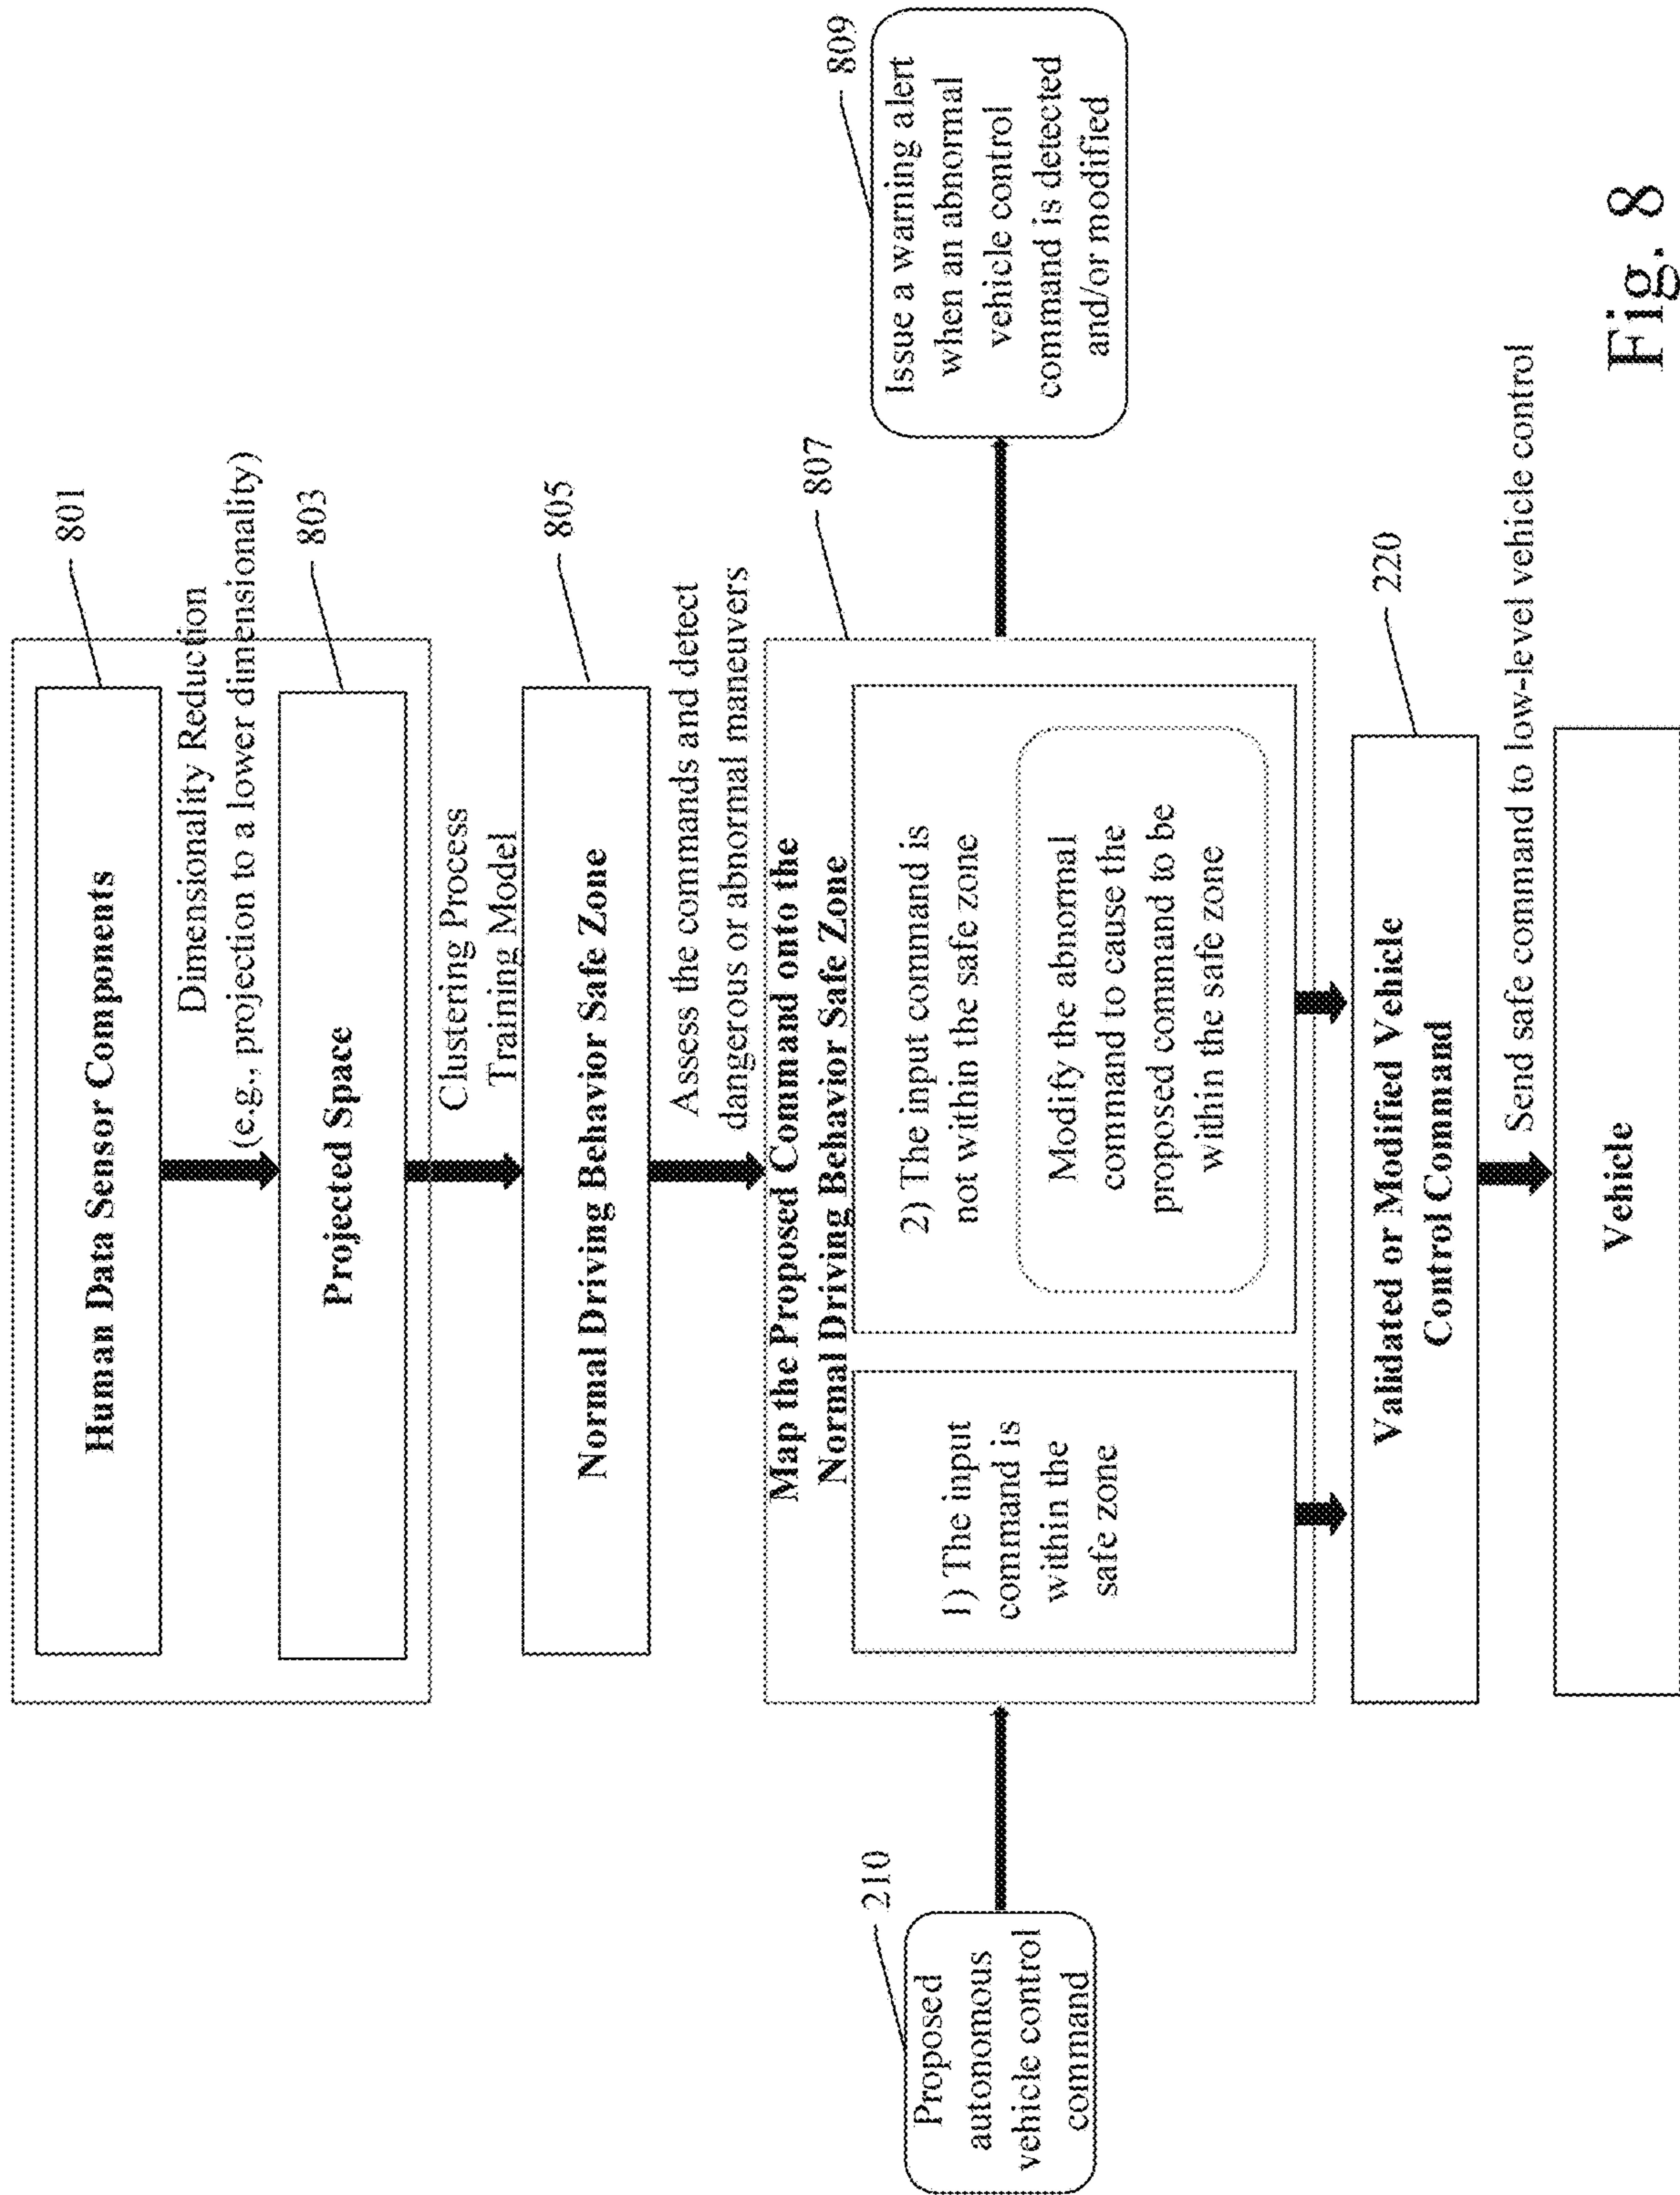 801
Human Data Sensor Components
Dimensionality Reduction
(e.g., projection to a lower dimensionality)
803
Projected Space
Clustering Process
Training Model
805
Normal Driving Behavior Safe Zone
Assess the commands and detect
dangerous or abnormal maneuvers
807
Map the Proposed Command onto the
Normal Driving Behavior Safe Zone
210
Proposed
autonomous
vehicle control
command
1) The input
command is
within the
safe zone
2) The input command is
not within the safe zone
Modify the abnormal
command to cause the
proposed command to be
within the safe zone
809
Issue a warning alert
when an abnormal
vehicle control
command is detected
and/or modified
220
Validated or Modified Vehicle
Control Command
Send safe command to low-level vehicle control
Vehicle
Fig. 8